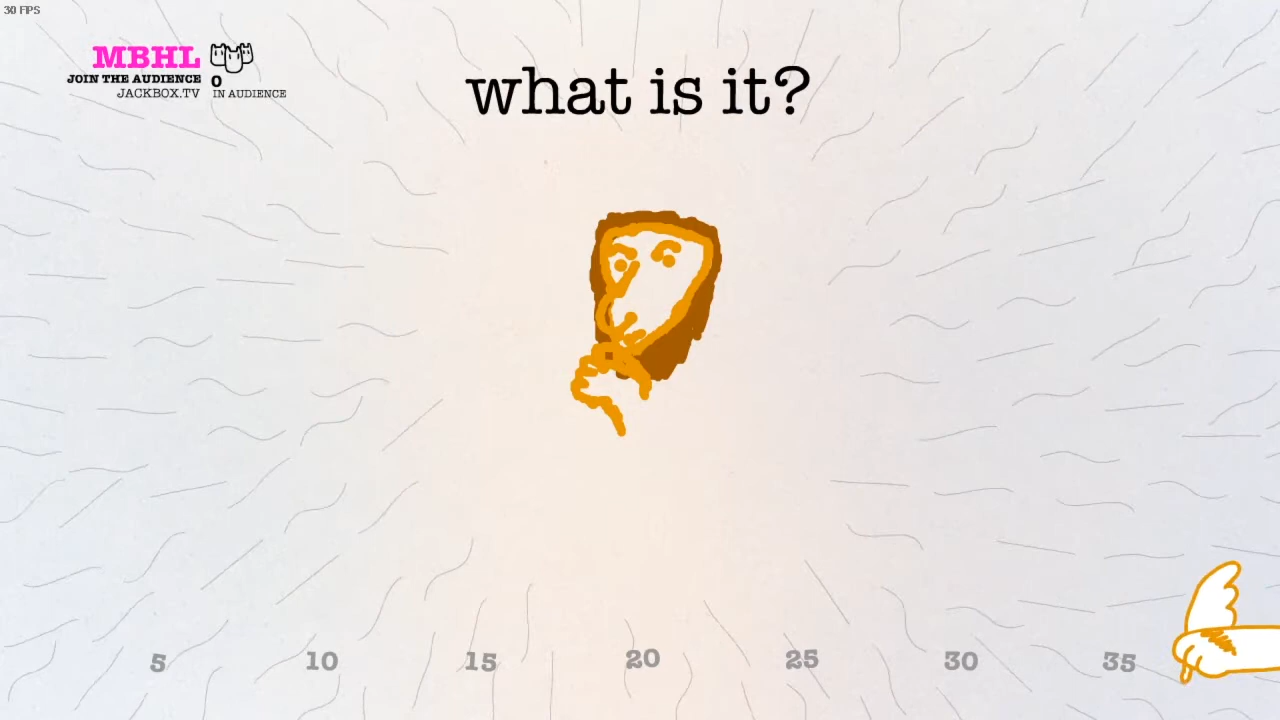 30 FPS
MBHL
JOIN THE AUDIENCE
JACKBOX.TV
0
IN AUDIENCE
what is it?
5 10 15 20 25 30 35